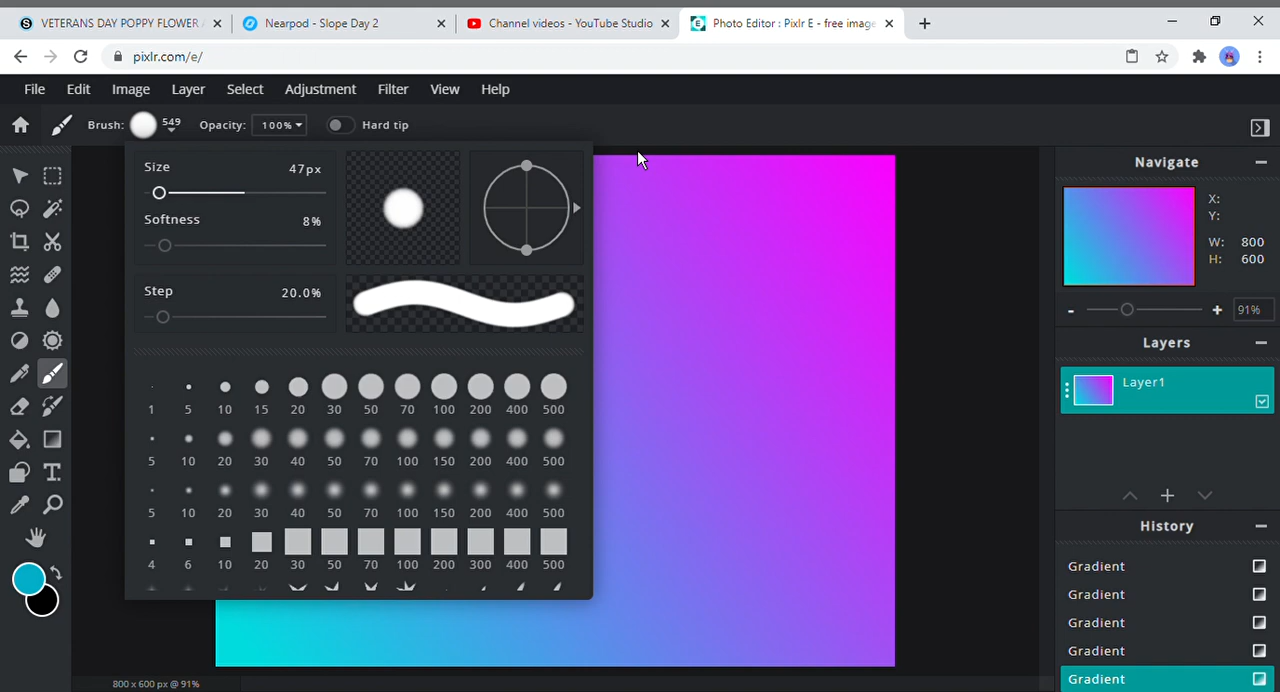 VETERANS DAY POPPY FLOWER
Nearpod - Slope Day 2
Channel videos - YouTube Studio
Photo Editor : Pixlr E - free image
pixlr.com/e/
File Edit Image Layer Select Adjustment Filter View Help
Brush: 549 Opacity: 100% Hard tip
Size 47px
Softness 8%
Step 20.0%
1 5 10 15 20 30 50 70 100 200 400 500
5 10 20 30 40 50 70 100 150 200 400 500
5 10 20 30 40 50 70 100 150 200 400 500
4 6 10 20 30 50 70 100 200 300 400 500
Navigate
X:
Y:
W: 800
H: 600
- + 91%
Layers
Layer1
History
Gradient
Gradient
Gradient
Gradient
Gradient
800 x 600 px @ 91%